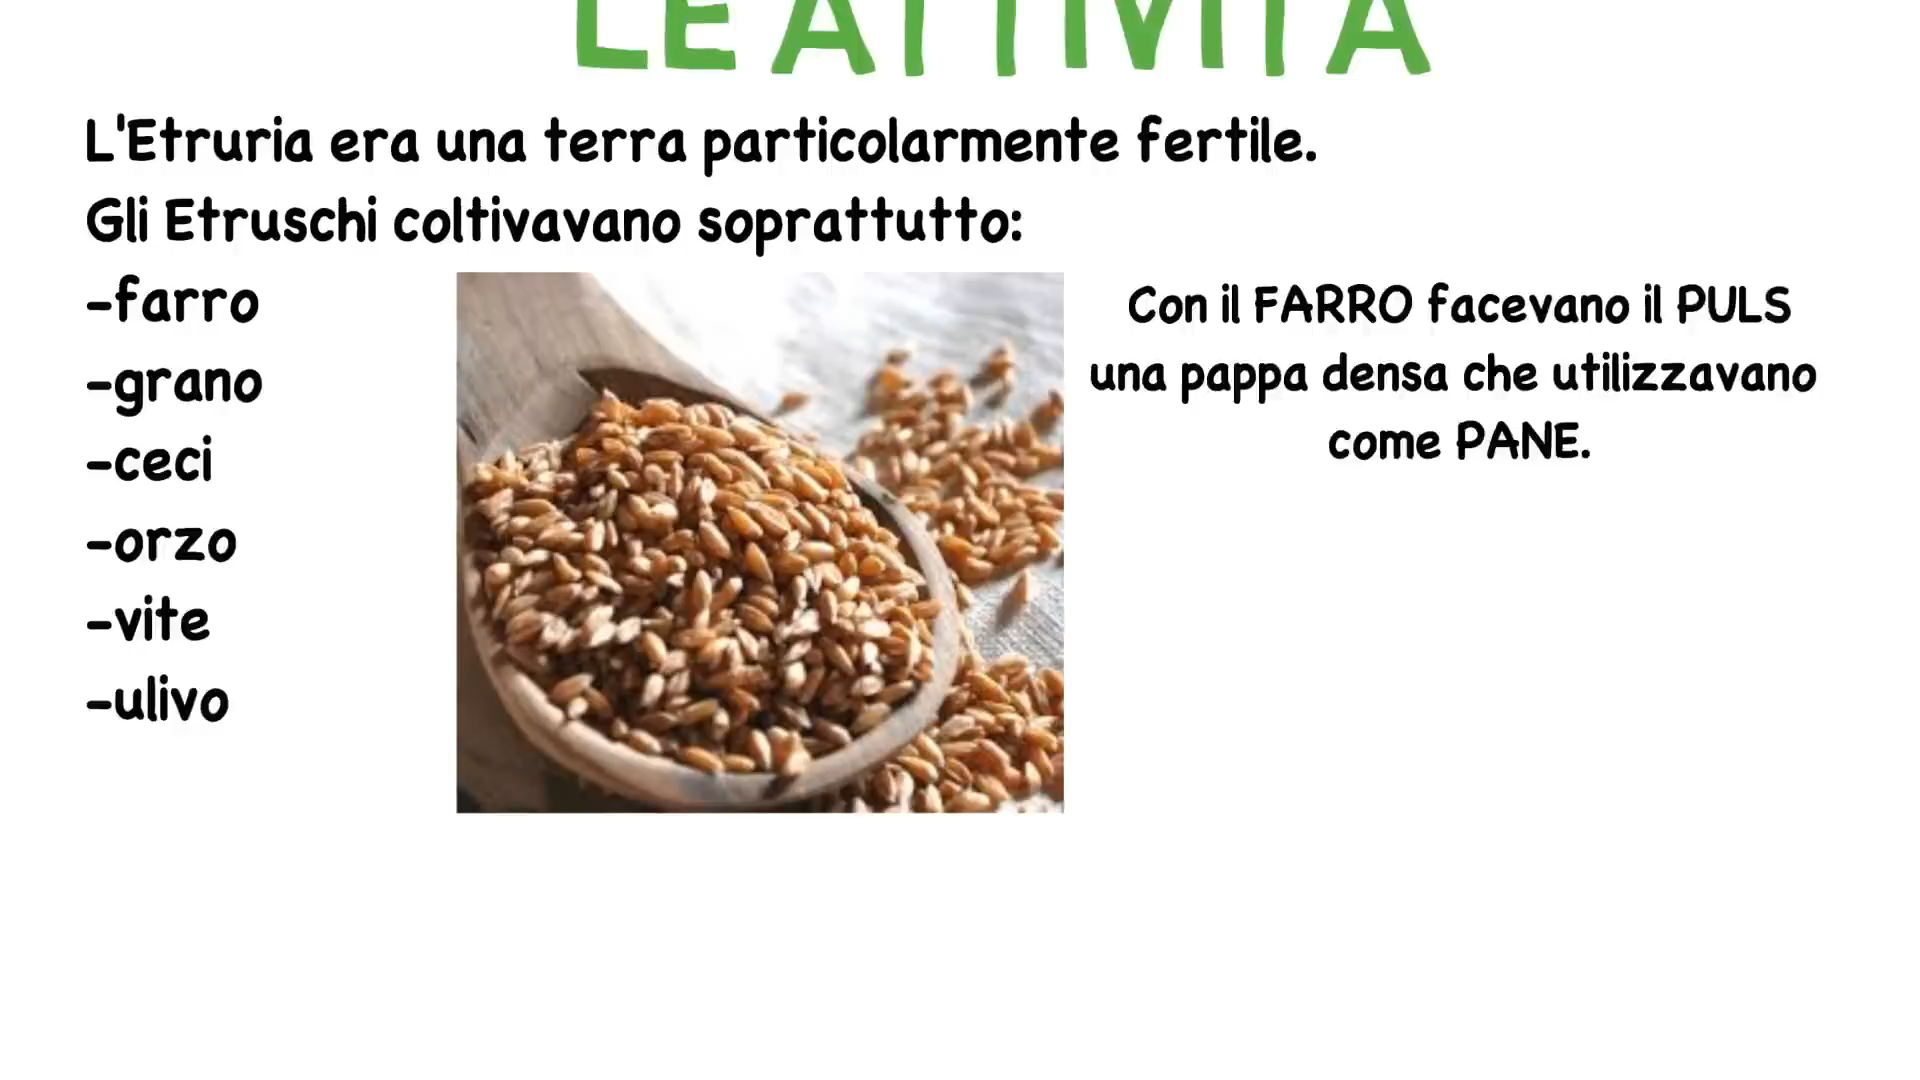 LE ATTIVITÀ
L'Etruria era una terra particolarmente fertile.
Gli Etruschi coltivavano soprattutto:
-farro
-grano
-ceci
-orzo
-vite
-ulivo
Con il FARRO facevano il PULS
una pappa densa che utilizzavano
come PANE.